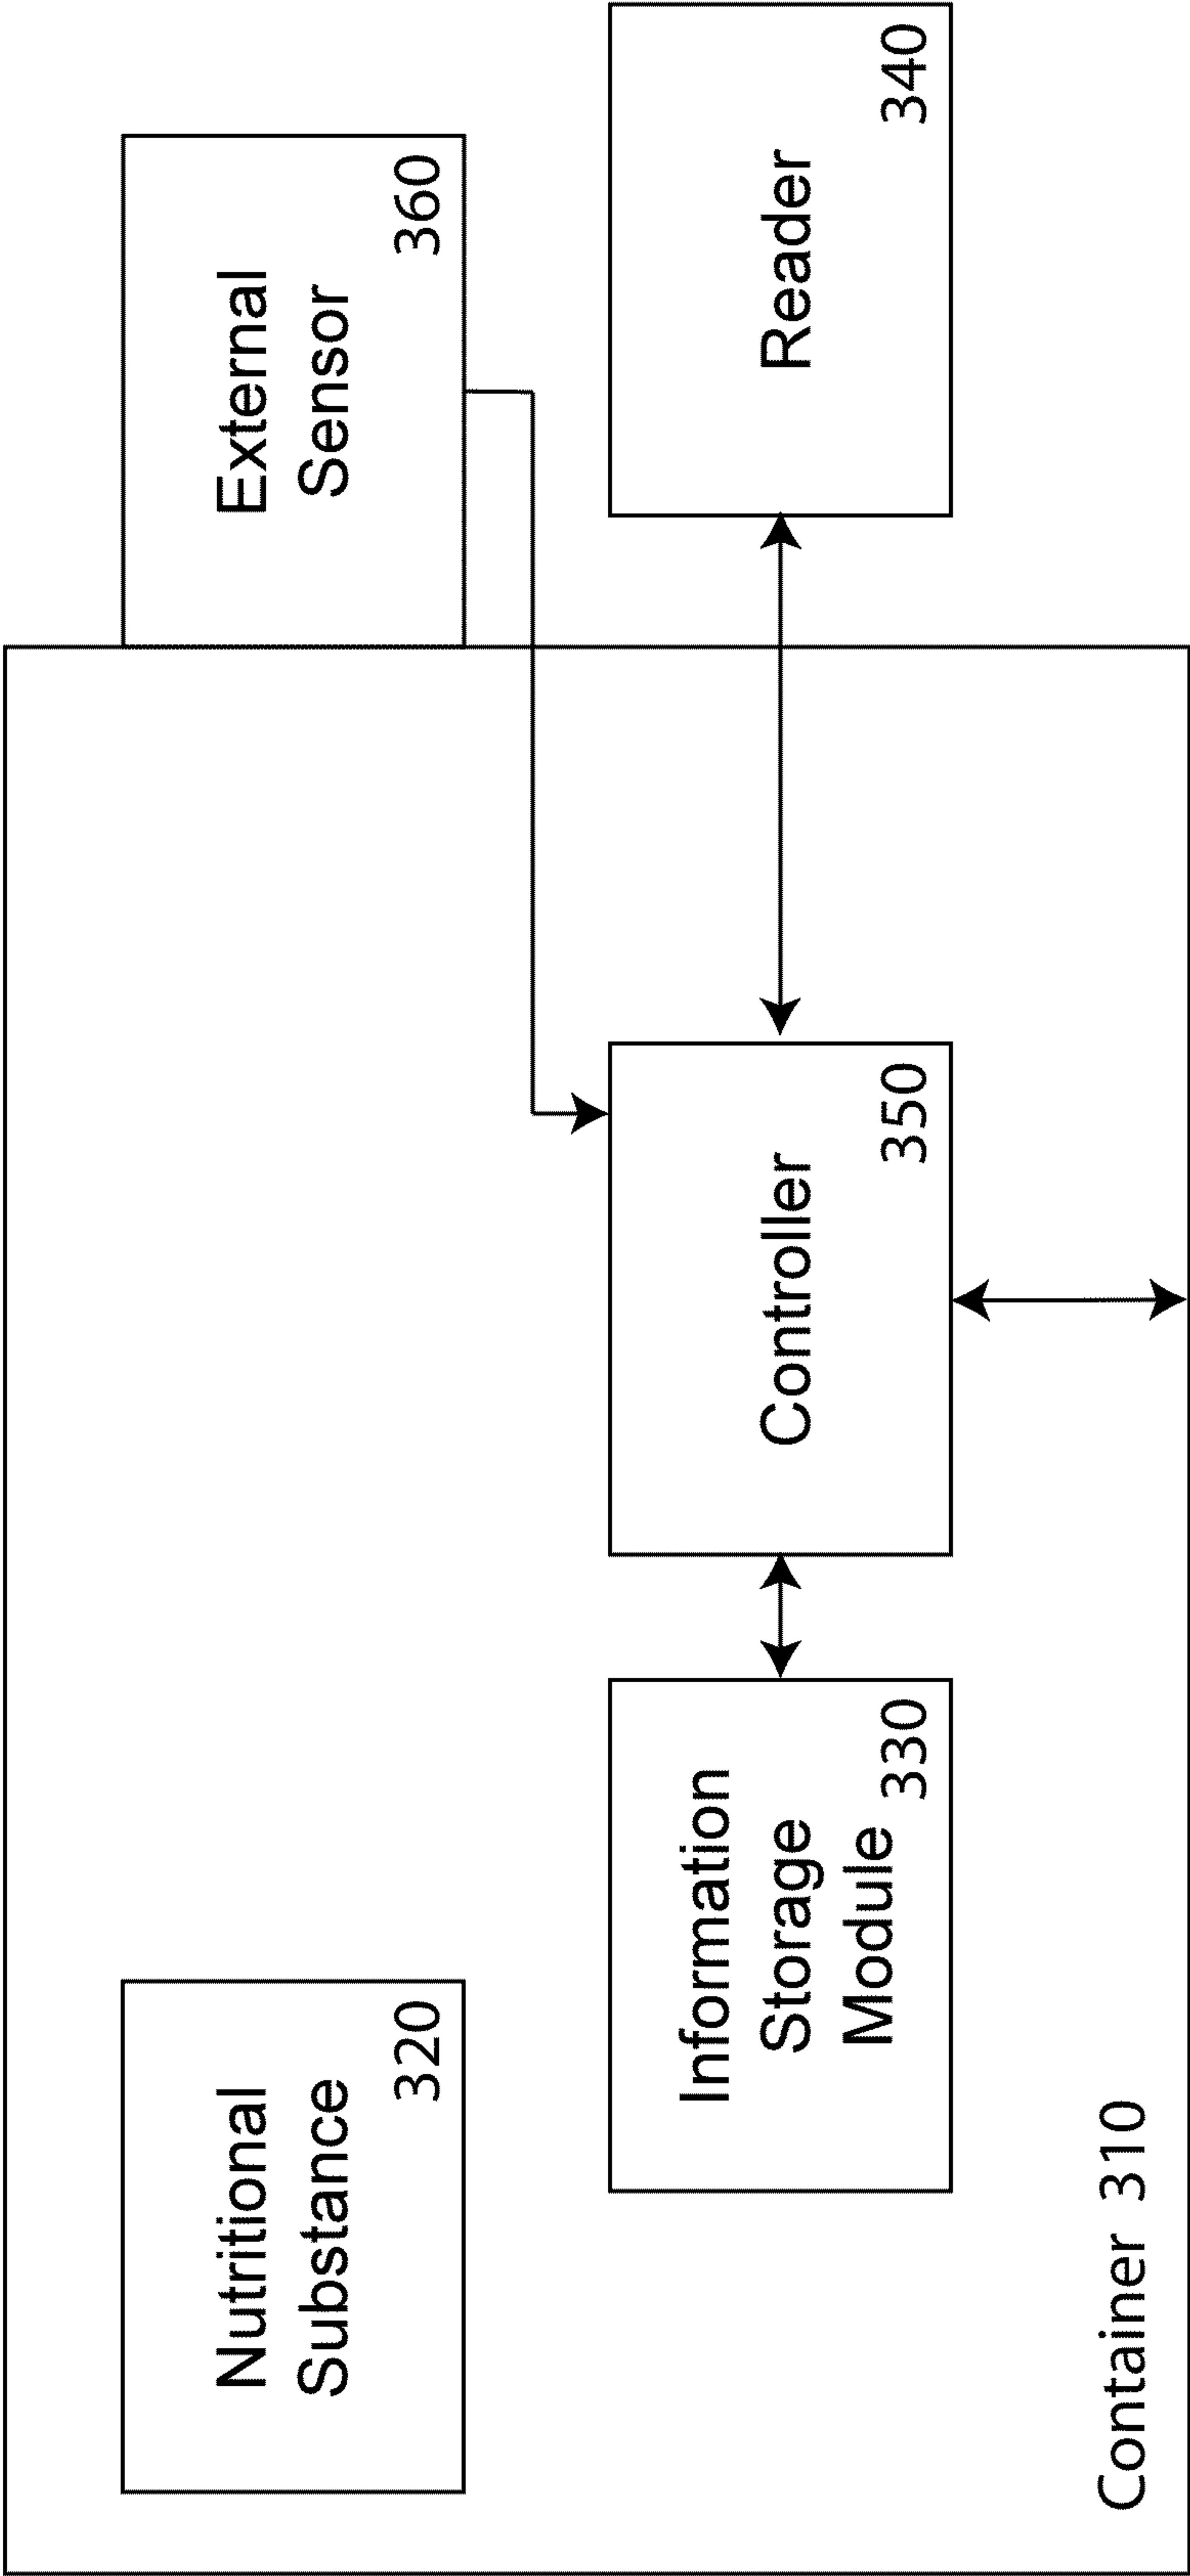 Nutritional
Substance
320
External
Sensor
360
Information
Storage
Module
330
Controller
350
Reader
340
Container 310